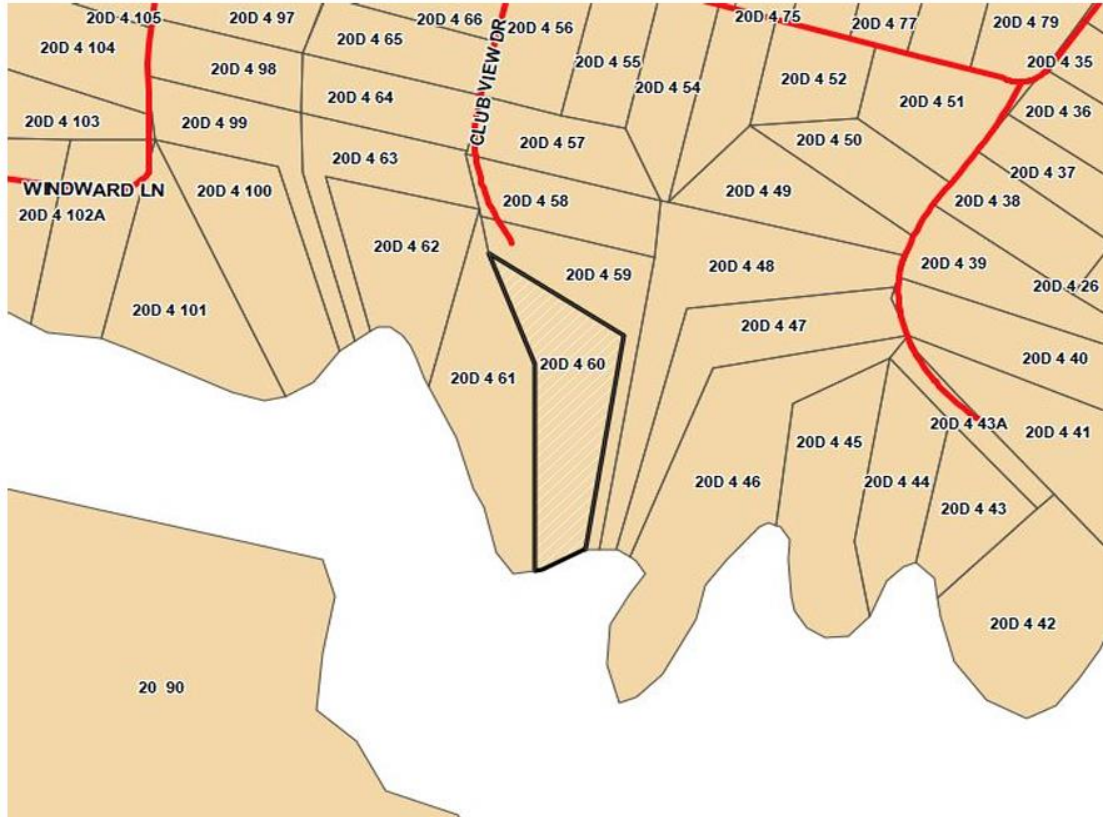 20D 4 105
20D 4 97
20D 4 66
20D 4 56
20D 4 75
20D 4 77
20D 4 79
20D 4 104
20D 4 65
20D 4 55
20D 4 35
20D 4 98
20D 4 64
CLUB VIEW DR
20D 4 54
20D 4 52
20D 4 51
20D 4 36
20D 4 103
20D 4 99
20D 4 57
20D 4 50
20D 4 63
20D 4 37
WINDWARD LN
20D 4 100
20D 4 58
20D 4 49
20D 4 38
20D 4 102A
20D 4 62
20D 4 59
20D 4 48
20D 4 39
20D 4 26
20D 4 101
20D 4 47
20D 4 61
20D 4 60
20D 4 40
20D 4 43A
20D 4 41
20D 4 45
20D 4 46
20D 4 44
20D 4 43
20D 4 42
20 90